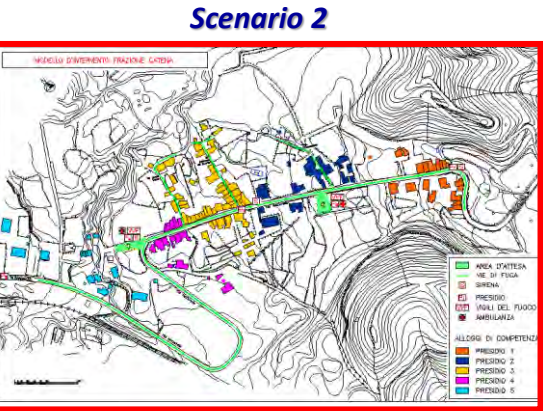 Scenario 2
MODELLO D'INTERVENTO FRAZIONE CATENA
AREA D'ATTESA
VIE DI FUGA
SIRENA
PRESIDIO
VIGILI DEL FUOCO
AMBULANZA
ALLOGGI DI COMPETENZA
PRESIDIO 1
PRESIDIO 2
PRESIDIO 3
PRESIDIO 4
PRESIDIO 5